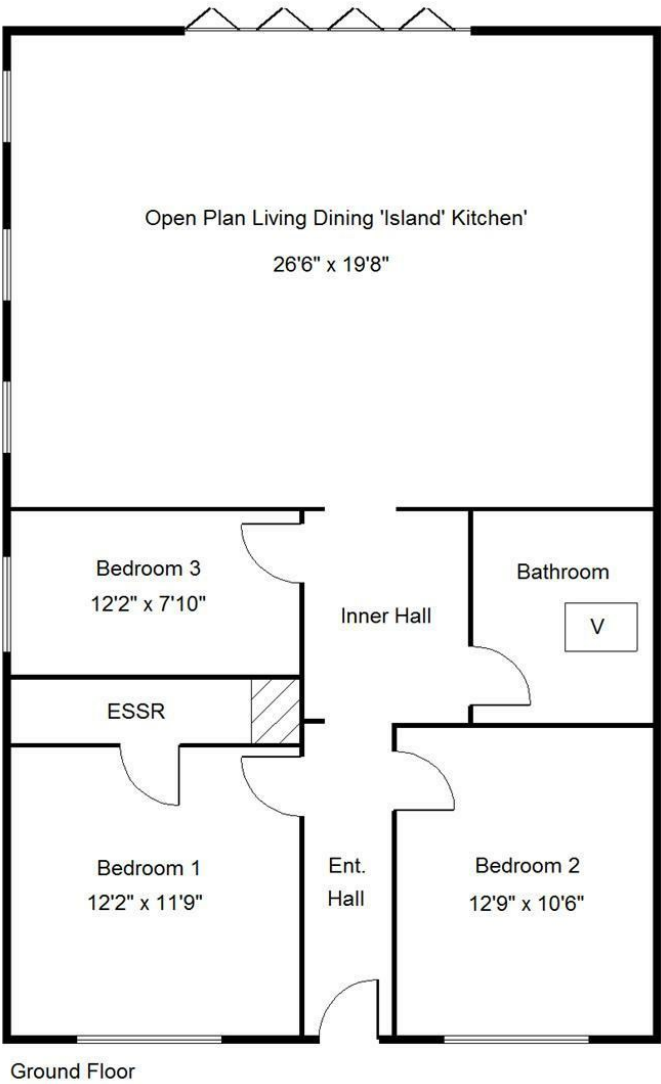 Open Plan Living Dining 'Island' Kitchen'
26'6" x 19'8"
Bedroom 3
12'2" x 7'10"
Inner Hall
Bathroom
V
ESSR
Bedroom 1
12'2" x 11'9"
Ent.
Hall
Bedroom 2
12'9" x 10'6"
Ground Floor